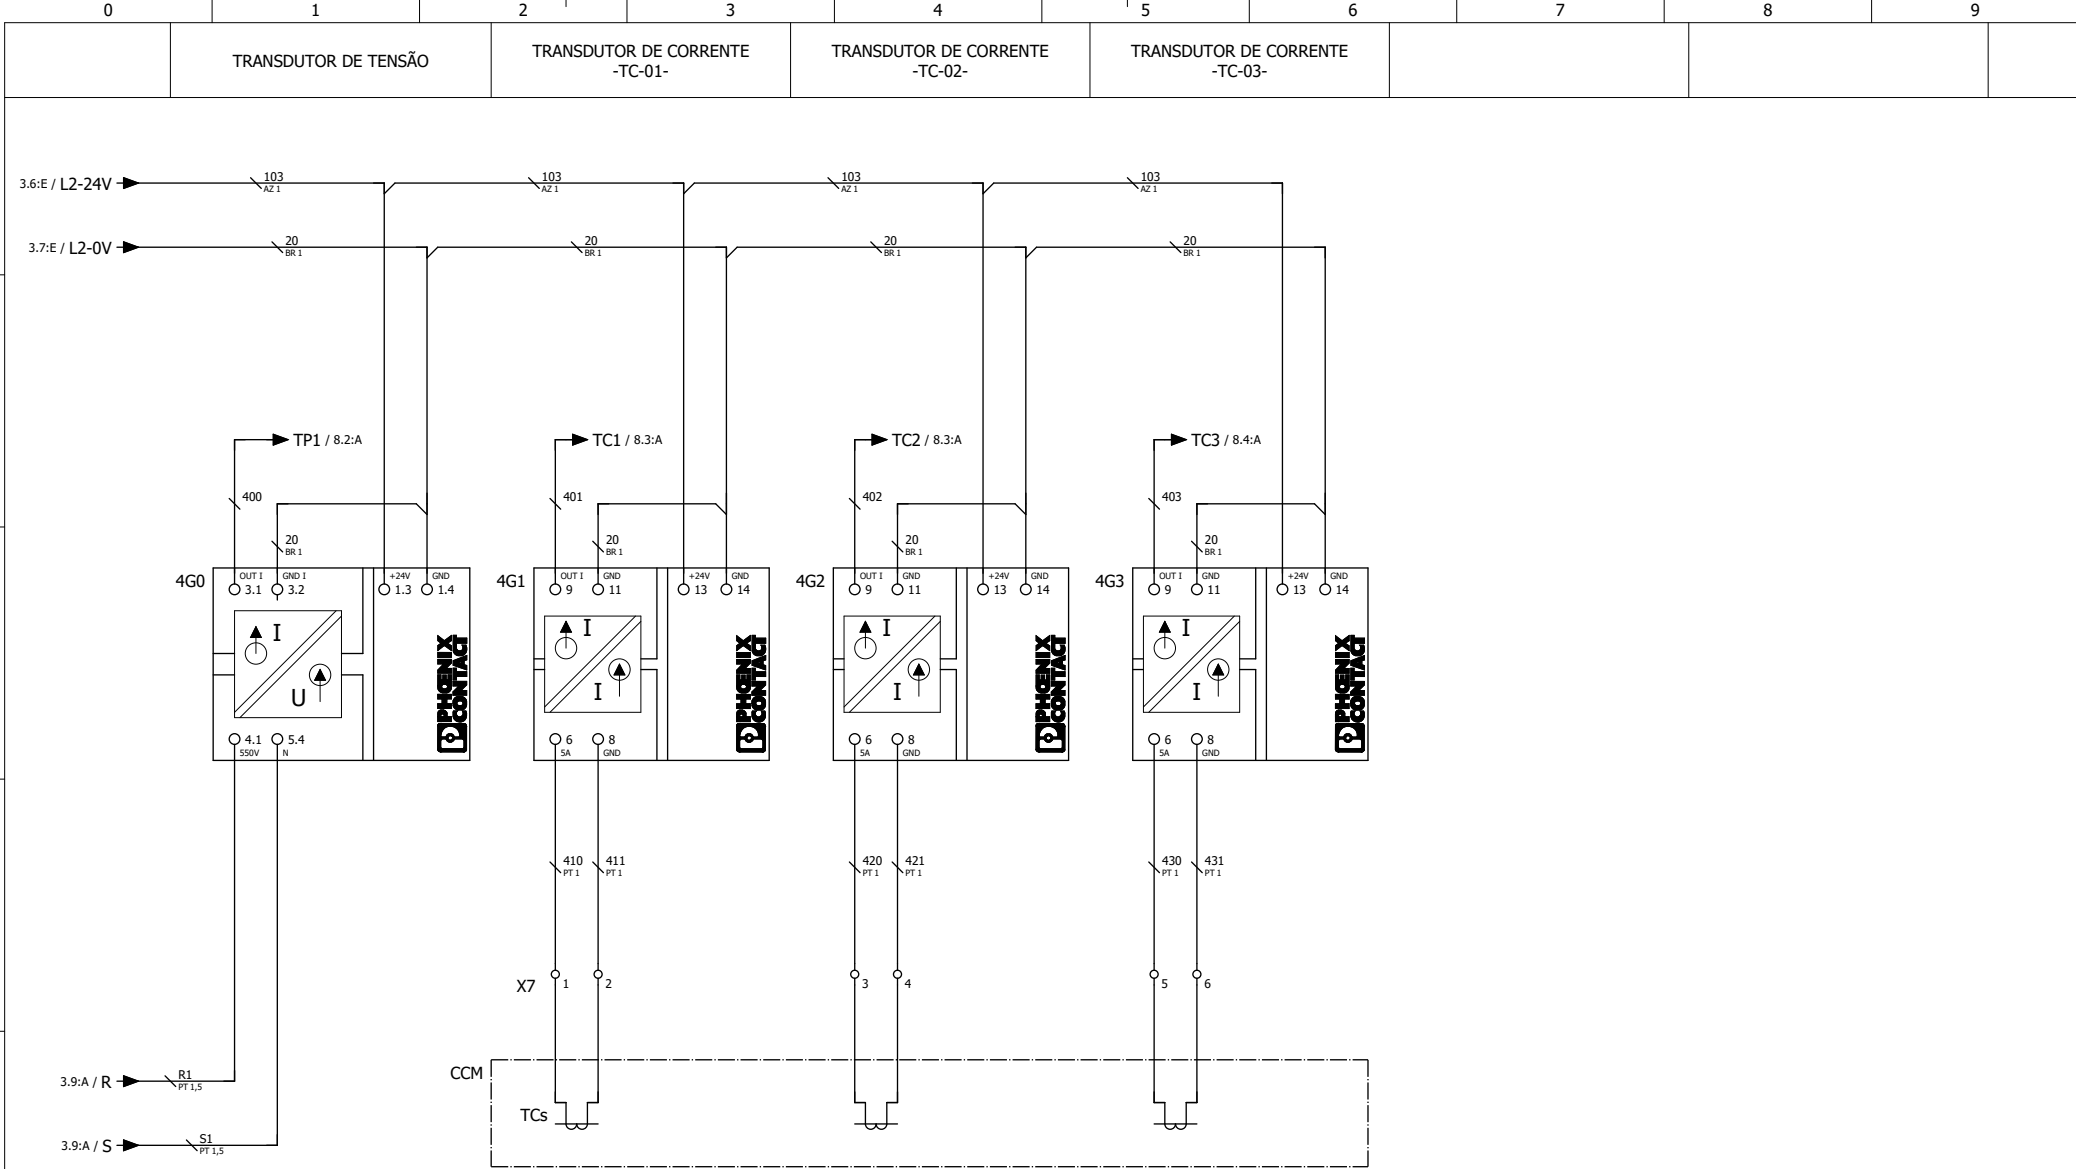 0 1 2 3 4 5 6 7 8 9
TRANSDUTOR DE TENSÃO
TRANSDUTOR DE CORRENTE
-TC-01-
TRANSDUTOR DE CORRENTE
-TC-02-
TRANSDUTOR DE CORRENTE
-TC-03-
3.6:E / L2-24V
103
AZ 1
103
AZ 1
103
AZ 1
103
AZ 1
3.7:E / L2-0V
20
BR 1
20
BR 1
20
BR 1
20
BR 1
TP1 / 8.2:A
TC1 / 8.3:A
TC2 / 8.3:A
TC3 / 8.4:A
400
401
402
403
20
BR 1
20
BR 1
20
BR 1
20
BR 1
4G0
OUT I GND I +24V GND
3.1 3.2 1.3 1.4
I
U
PHŒNIX
CONTACT
4.1 5.4
550V N
4G1
OUT I GND +24V GND
9 11 13 14
I
I
PHŒNIX
CONTACT
6 8
5A GND
4G2
OUT I GND +24V GND
9 11 13 14
I
I
PHŒNIX
CONTACT
6 8
5A GND
4G3
OUT I GND +24V GND
9 11 13 14
I
I
PHŒNIX
CONTACT
6 8
5A GND
410
PT 1
411
PT 1
420
PT 1
421
PT 1
430
PT 1
431
PT 1
X7 1 2 3 4 5 6
CCM
3.9:A / R
R1
PT 1,5
TCs
3.9:A / S
S1
PT 1,5